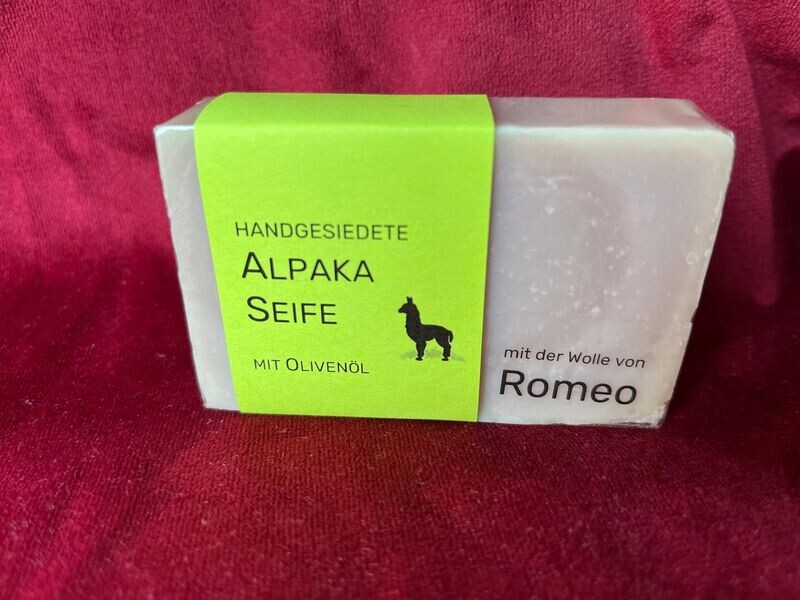 HANDGESIEDETE
ALPAKA
SEIFE
MIT OLIVENÖL
mit der Wolle von
Romeo